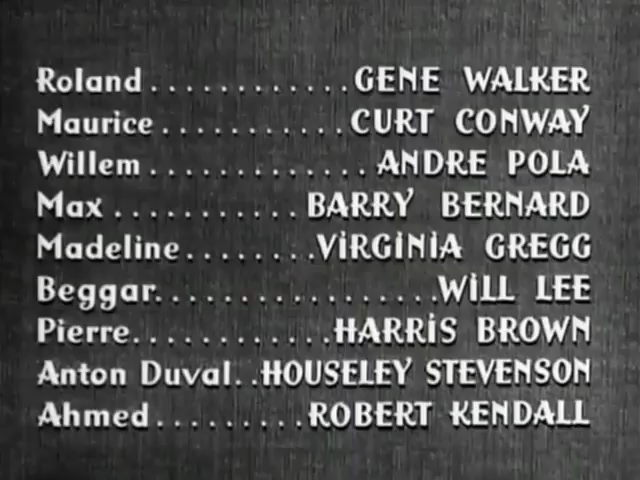 Roland . . . . . . . . . . . . GENE WALKER
Maurice . . . . . . . . . . . CURT CONWAY
Willem . . . . . . . . . . . . . ANDRE POLA
Max . . . . . . . . . . . BARRY BERNARD
Madeline . . . . . . . . VIRGINIA GREGG
Beggar. . . . . . . . . . . . . . . . . WILL LEE
Pierre. . . . . . . . . . . . HARRIS BROWN
Anton Duval. . HOUSELEY STEVENSON
Ahmed . . . . . . . . . ROBERT KENDALL